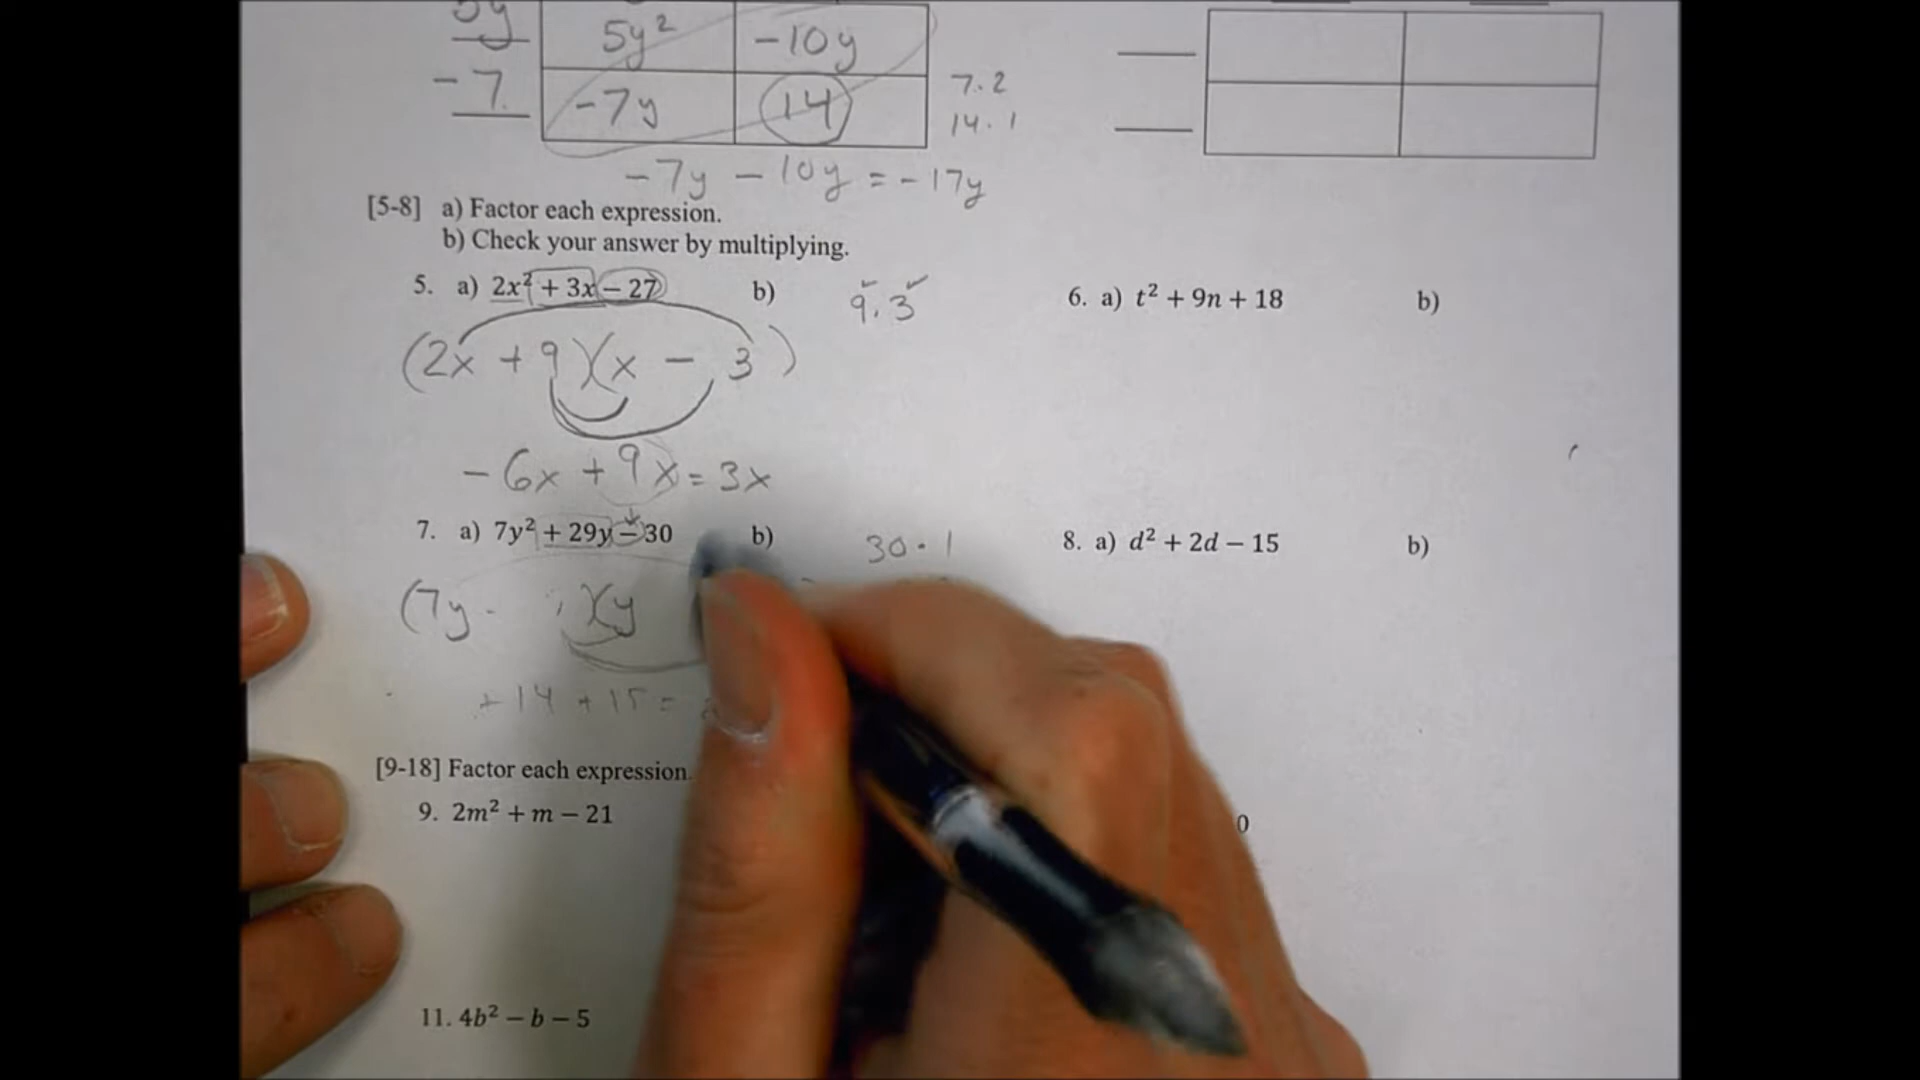 5y 5y² -10y
-7 -7y 14 7.2
14.1
-7y - 10y = -17y
[5-8] a) Factor each expression.
b) Check your answer by multiplying.
5. a) 2x² + 3x - 27 b) 9.3
(2x + 9)(x - 3)
-6x + 9x = 3x
6. a) t² + 9n + 18 b)
7. a) 7y² + 29y - 30 b) 30 · 1
(7y )(y
+14 + 15 =
8. a) d² + 2d - 15 b)
[9-18] Factor each expression.
9. 2m² + m - 21
0
11. 4b² - b - 5